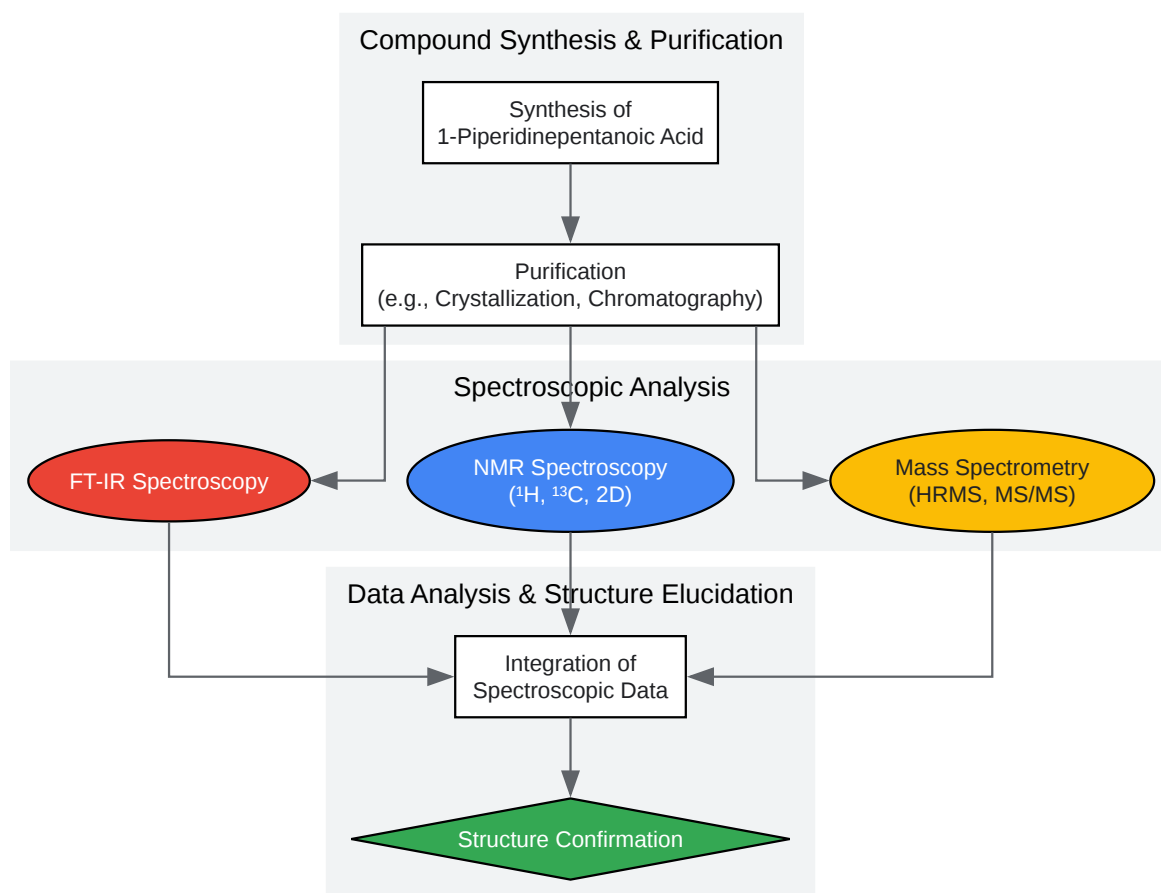 Compound Synthesis & Purification
Synthesis of
1-Piperidinepentanoic Acid
Purification
(e.g., Crystallization, Chromatography)
Spectroscopic Analysis
FT-IR Spectroscopy
NMR Spectroscopy
(¹H, ¹³C, 2D)
Mass Spectrometry
(HRMS, MS/MS)
Data Analysis & Structure Elucidation
Integration of
Spectroscopic Data
Structure Confirmation